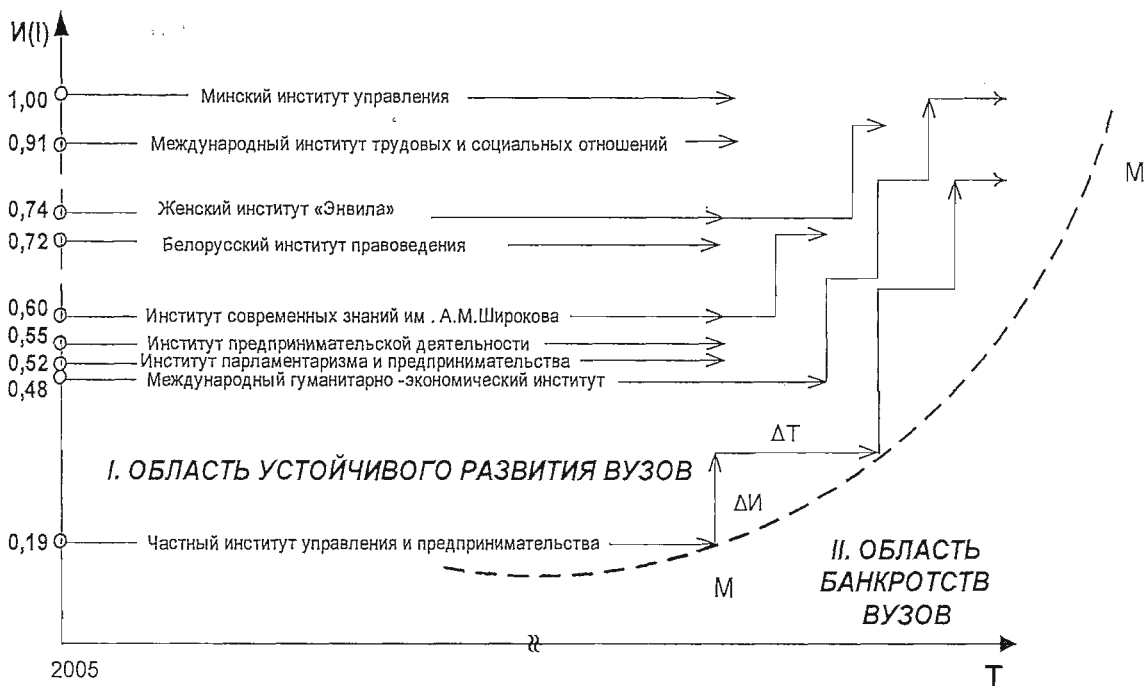 И(I)
1,00 Минский институт управления
0,91 Международный институт трудовых и социальных отношений
М
0,74 Женский институт «Энвила»
0,72 Белорусский институт правоведения
0,60 Институт современных знаний им . А.М.Широкова
0,55 Институт предпринимательской деятельности
0,52 Институт парламентаризма и предпринимательства
0,48 Международный гуманитарно -экономический институт
ΔТ
I. ОБЛАСТЬ УСТОЙЧИВОГО РАЗВИТИЯ ВУЗОВ
ΔИ
0,19 Частный институт управления и предпринимательства
М
II. ОБЛАСТЬ
БАНКРОТСТВ
ВУЗОВ
2005
Т